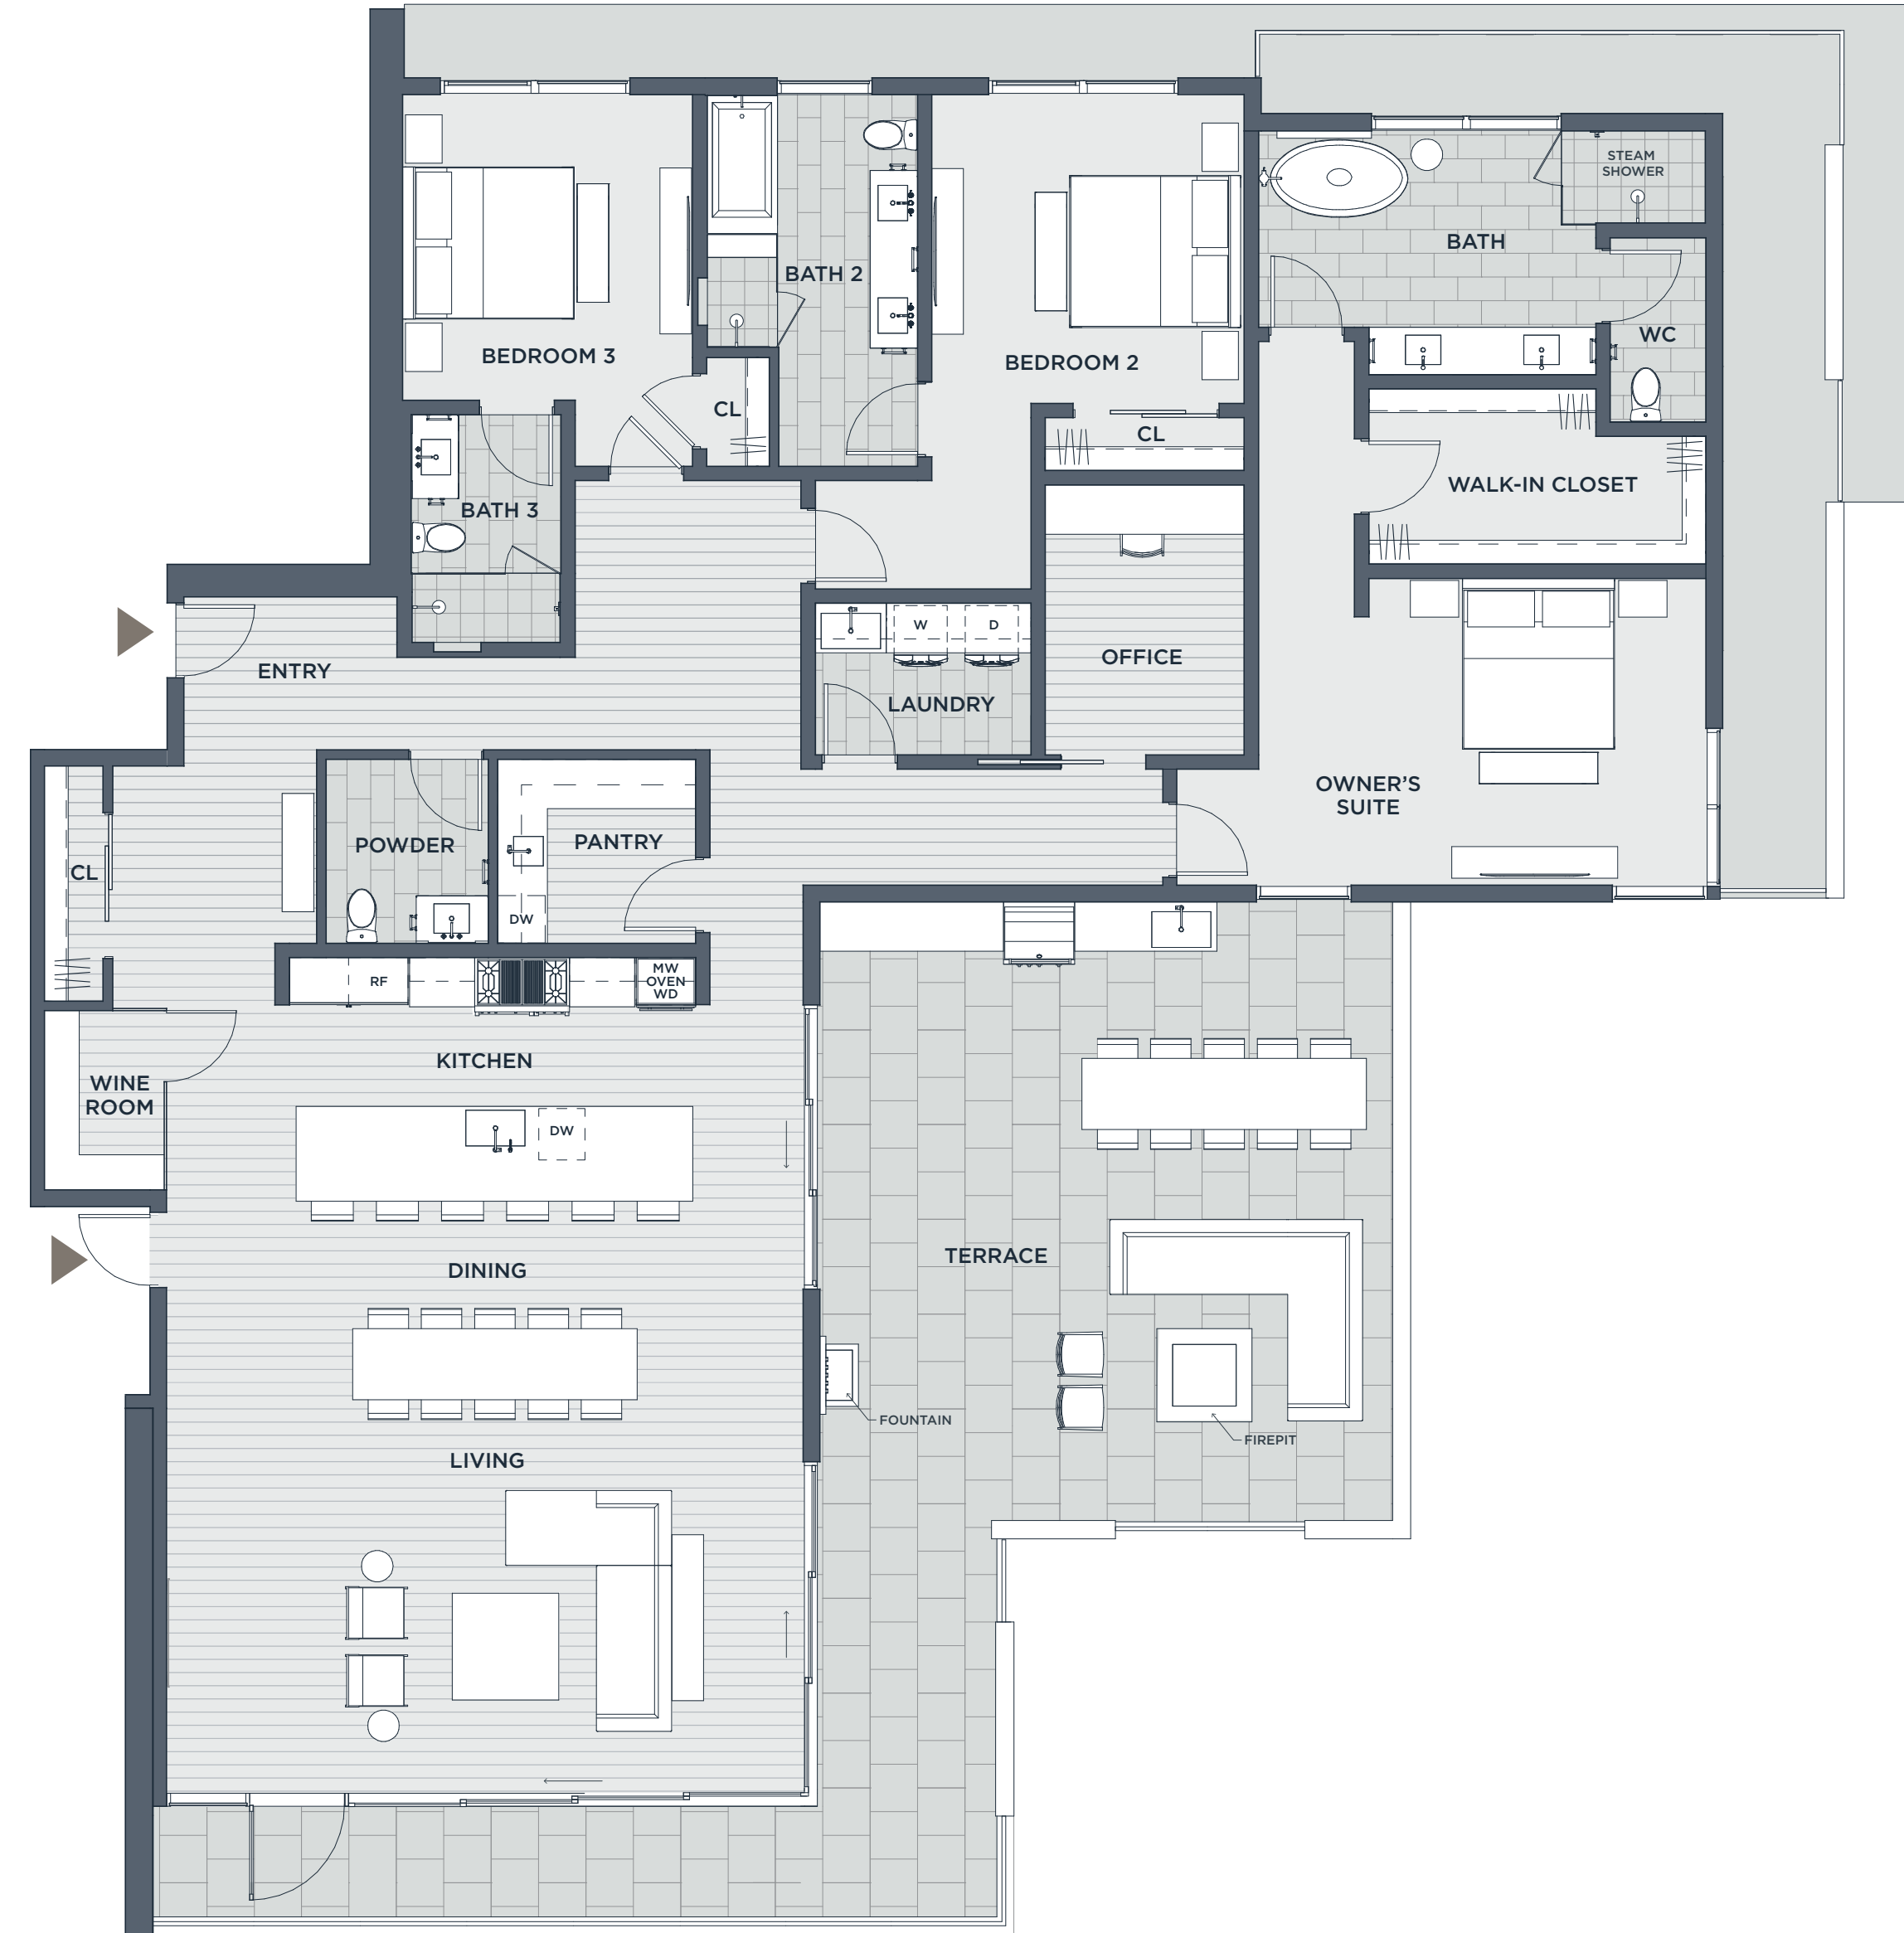 STEAM
SHOWER
BATH
BATH 2
WC
BEDROOM 3
BEDROOM 2
CL
CL
WALK-IN CLOSET
BATH 3
W
D
OFFICE
ENTRY
LAUNDRY
OWNER'S
SUITE
POWDER
PANTRY
CL
DW
RF
MW
OVEN
WD
KITCHEN
WINE
ROOM
DW
TERRACE
DINING
FOUNTAIN
FIREPIT
LIVING